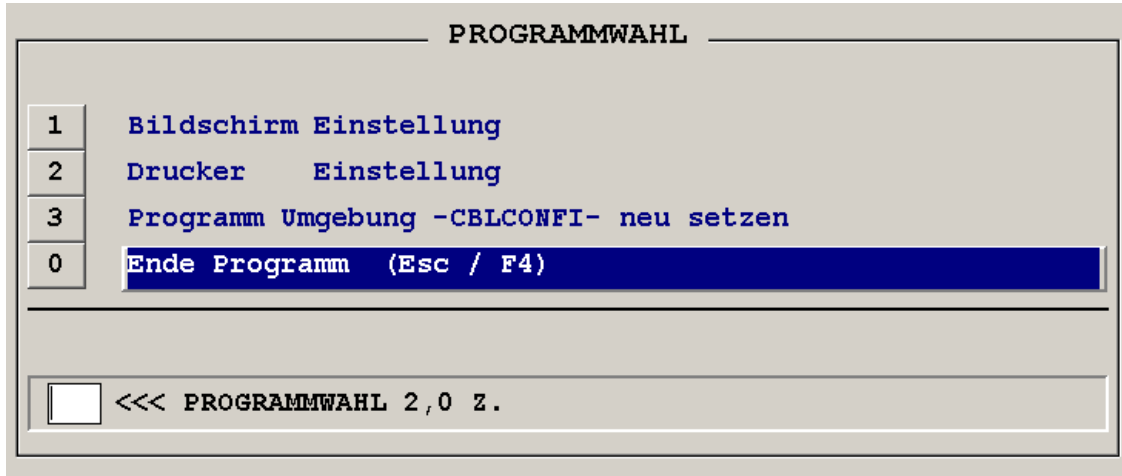 PROGRAMMWAHL
1 Bildschirm Einstellung
2 Drucker Einstellung
3 Programm Umgebung -CBLCONFI- neu setzen
0 Ende Programm (Esc / F4)
<<< PROGRAMMWAHL 2,0 Z.